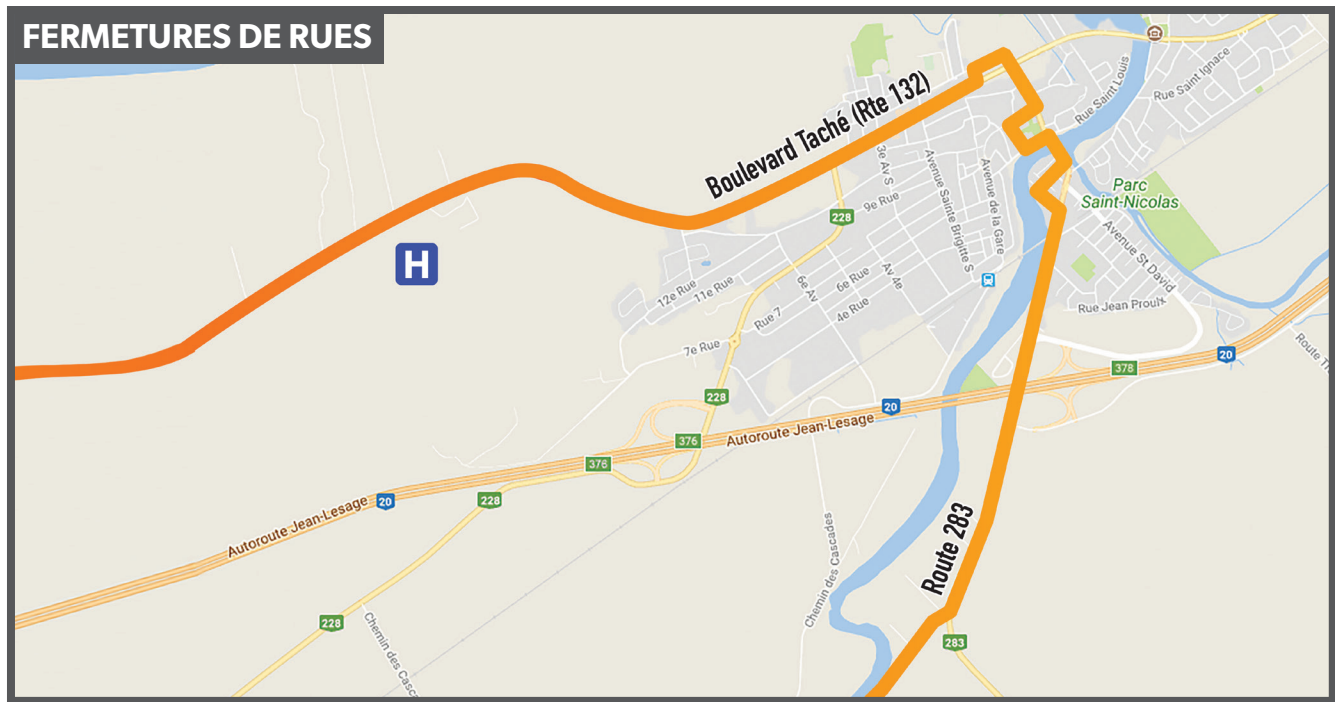 FERMETURES DE RUES
Boulevard Taché (Rte 132)
Rue Saint Louis
Rue Saint Ignace
3e Av S
Avenue Sainte Brigitte S
Avenue de la Gare
9e Rue
228
Parc
Saint-Nicolas
Avenue St David
Rue Jean Proulx
H
12e Rue
11e Rue
6e Av
6e Rue
Av 4e
4e Rue
Rue 7
7e Rue
228
20
378
20
376
Autoroute Jean-Lesage
376
228
20
Autoroute Jean-Lesage
228
Chemin des Cascades
Route 283
283